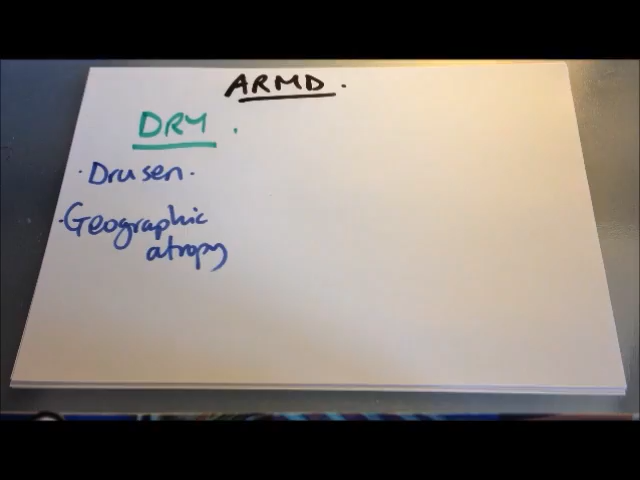 ARMD.
DRY.
· Drusen.
· Geographic
atropy